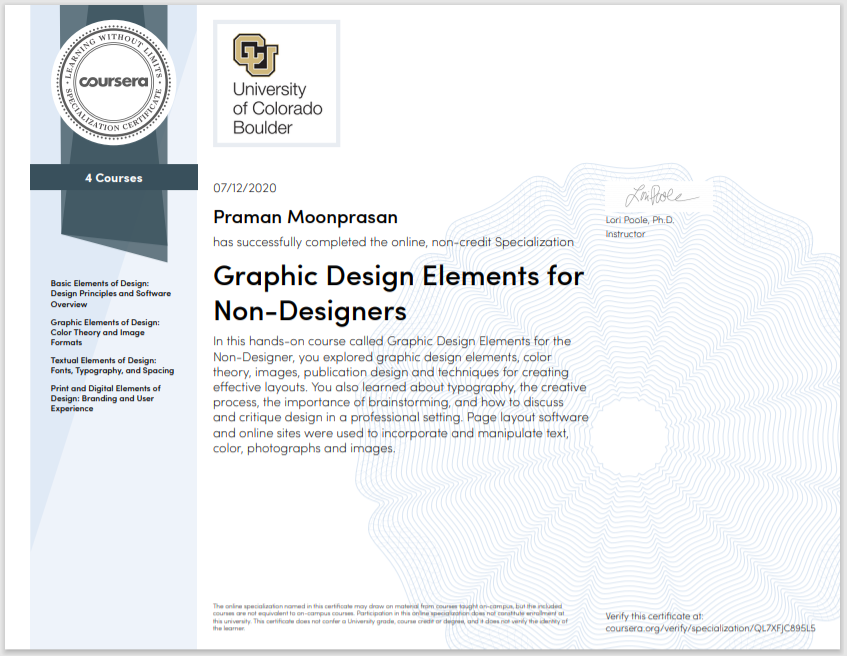 LEARNING WITHOUT LIMITS
coursera
SPECIALIZATION CERTIFICATE
4 Courses
Basic Elements of Design:
Design Principles and Software
Overview
Graphic Elements of Design:
Color Theory and Image
Formats
Textual Elements of Design:
Fonts, Typography, and Spacing
Print and Digital Elements of
Design: Branding and User
Experience
CU
University
of Colorado
Boulder
07/12/2020
Praman Moonprasan
has successfully completed the online, non-credit Specialization
Graphic Design Elements for
Non-Designers
In this hands-on course called Graphic Design Elements for the
Non-Designer, you explored graphic design elements, color
theory, images, publication design and techniques for creating
effective layouts. You also learned about typography, the creative
process, the importance of brainstorming, and how to discuss
and critique design in a professional setting. Page layout software
and online sites were used to incorporate and manipulate text,
color, photographs and images.
Lori Poole
Lori Poole, Ph.D.
Instructor
The online specialization named in this certificate may draw on material from courses taught on-campus, but the included
courses are not equivalent to on-campus courses. Participation in this online specialization does not constitute enrollment at
this university. This certificate does not confer a University grade, course credit or degree, and it does not verify the identity of
the learner.
Verify this certificate at:
coursera.org/verify/specialization/QL7XFJC895L5